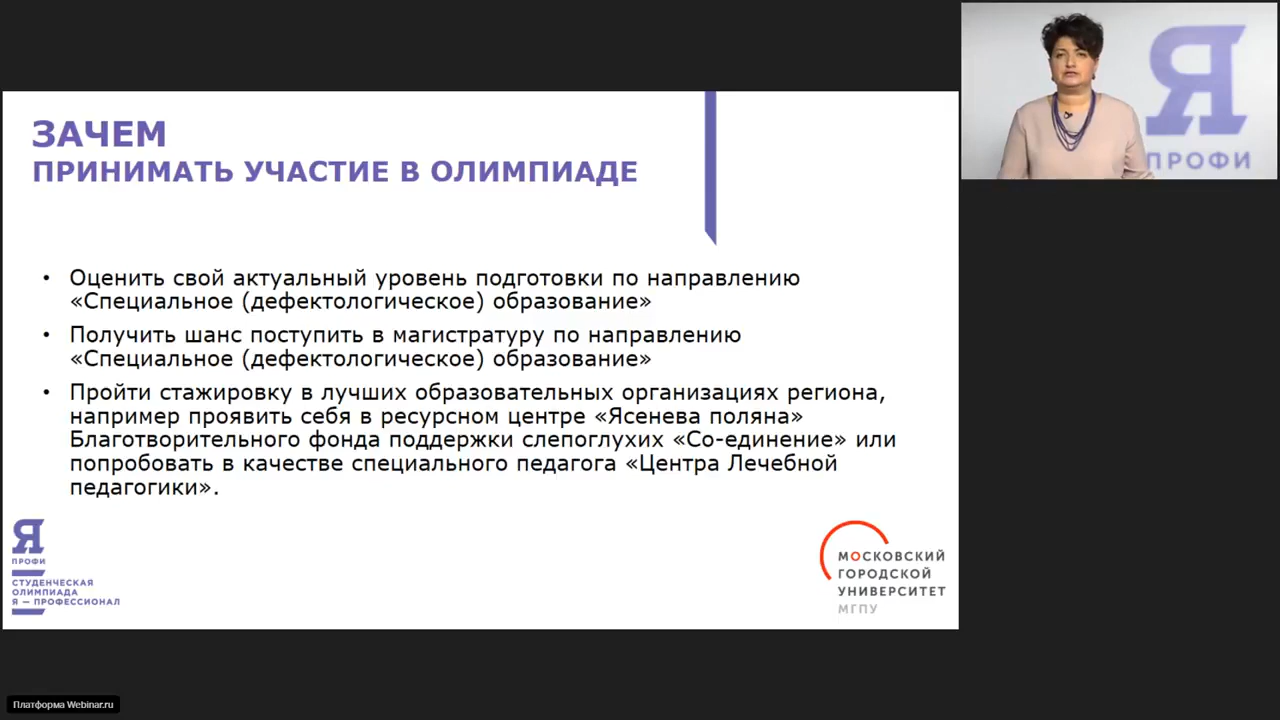 ЗАЧЕМ
ПРИНИМАТЬ УЧАСТИЕ В ОЛИМПИАДЕ
• Оценить свой актуальный уровень подготовки по направлению
«Специальное (дефектологическое) образование»
• Получить шанс поступить в магистратуру по направлению
«Специальное (дефектологическое) образование»
• Пройти стажировку в лучших образовательных организациях региона,
например проявить себя в ресурсном центре «Ясенева поляна»
Благотворительного фонда поддержки слепоглухих «Со-единение» или
попробовать в качестве специального педагога «Центра Лечебной
педагогики».
Я
ПРОФИ
СТУДЕНЧЕСКАЯ
ОЛИМПИАДА
Я — ПРОФЕССИОНАЛ
МОСКОВСКИЙ
ГОРОДСКОЙ
УНИВЕРСИТЕТ
МГПУ
Я
ПРОФИ
Платформа Webinar.ru